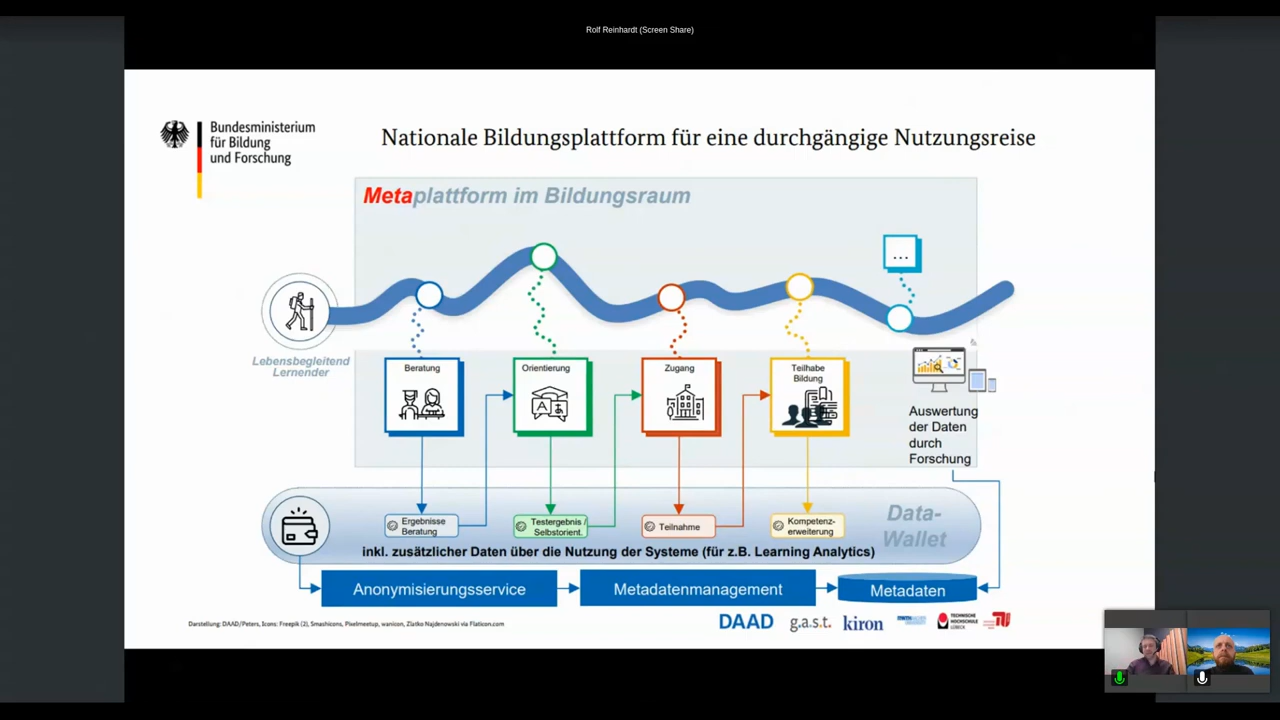 Rolf Reinhardt (Screen Share)
Bundesministerium
für Bildung
und Forschung
Nationale Bildungsplattform für eine durchgängige Nutzungsreise
Metaplattform im Bildungsraum
...
Lebensbegleitend
Lernender
Beratung
Orientierung
Zugang
Teilhabe
Bildung
A
Auswertung
der Daten
durch
Forschung
Ergebnisse
Beratung
Testergebnis /
Selbstorient.
Teilnahme
Kompetenz-
erweiterung
Data-
Wallet
inkl. zusätzlicher Daten über die Nutzung der Systeme (für z.B. Learning Analytics)
Anonymisierungsservice
Metadatenmanagement
Metadaten
Darstellung: DAAD/Peters, Icons: Freepik (2), Smashicons, Pixelmeetup, wanicon, Zlatko Najdenowski via Flaticon.com
DAAD
g.a.s.t.
kiron
TECHNISCHE
HOCHSCHULE
LÜBECK